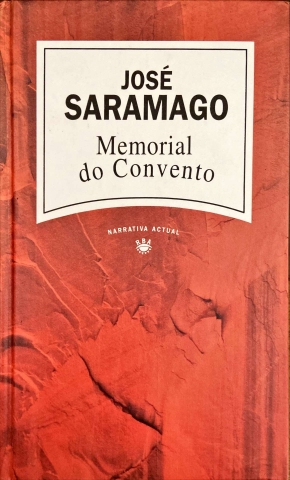 JOSÉ
SARAMAGO
Memorial
do Convento
NARRATIVA ACTUAL
RBA